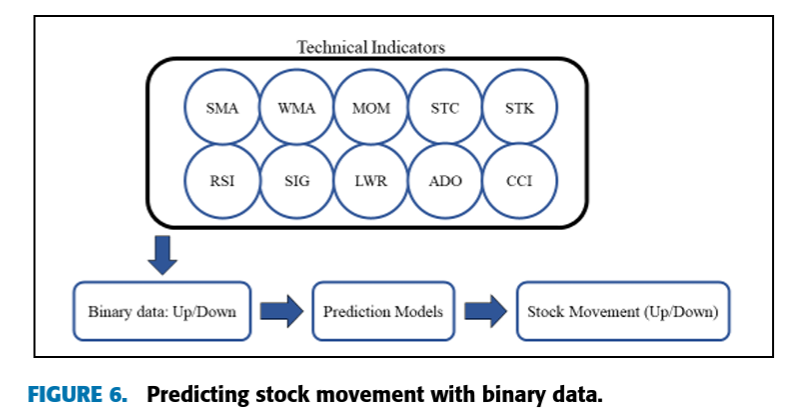 Technical Indicators
SMA WMA MOM STC STK
RSI SIG LWR ADO CCI
Binary data: Up/Down Prediction Models Stock Movement (Up/Down)
FIGURE 6. Predicting stock movement with binary data.